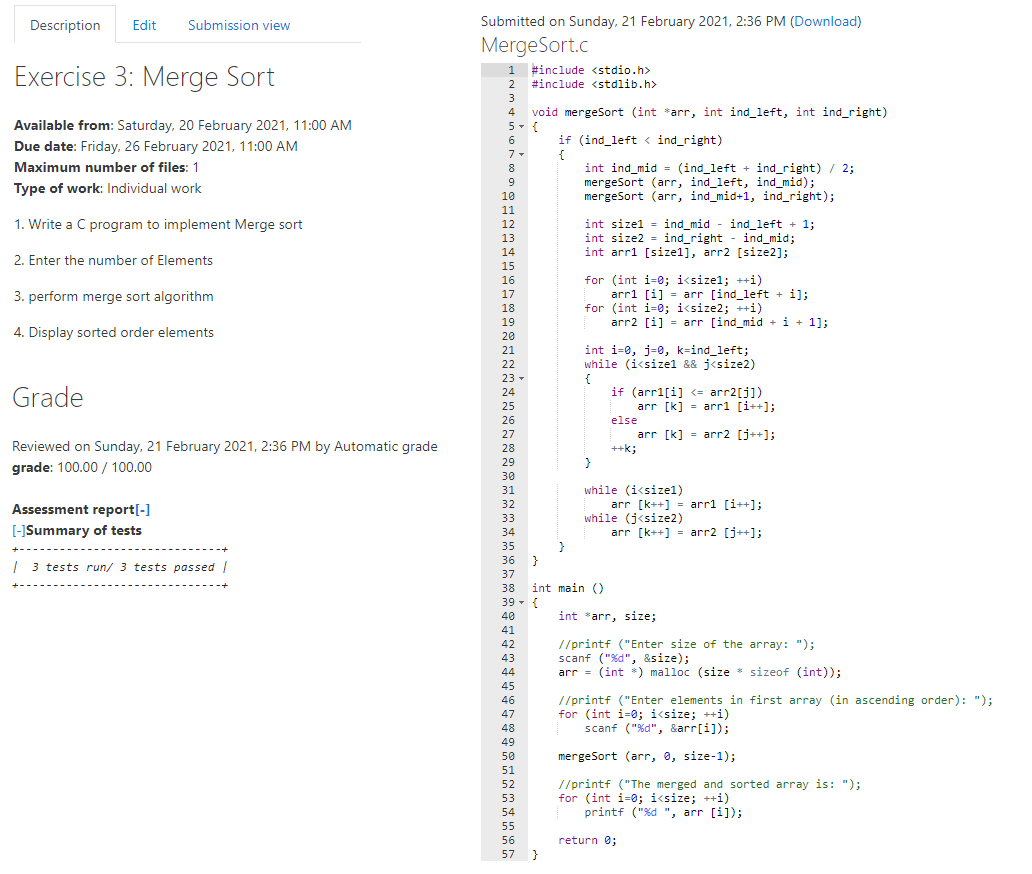 Description Edit Submission view
Exercise 3: Merge Sort
Available from: Saturday, 20 February 2021, 11:00 AM
Due date: Friday, 26 February 2021, 11:00 AM
Maximum number of files: 1
Type of work: Individual work
1. Write a C program to implement Merge sort
2. Enter the number of Elements
3. perform merge sort algorithm
4. Display sorted order elements
Grade
Reviewed on Sunday, 21 February 2021, 2:36 PM by Automatic grade
grade: 100.00 / 100.00
Assessment report[-]
[-]Summary of tests
+------------------------------+
|  3 tests run/ 3 tests passed |
+------------------------------+
Submitted on Sunday, 21 February 2021, 2:36 PM (Download)
MergeSort.c
1 #include <stdio.h>
2 #include <stdlib.h>
3
4 void mergeSort (int *arr, int ind_left, int ind_right)
5 {
6     if (ind_left < ind_right)
7     {
8         int ind_mid = (ind_left + ind_right) / 2;
9         mergeSort (arr, ind_left, ind_mid);
10         mergeSort (arr, ind_mid+1, ind_right);
11
12         int size1 = ind_mid - ind_left + 1;
13         int size2 = ind_right - ind_mid;
14         int arr1 [size1], arr2 [size2];
15
16         for (int i=0; i<size1; ++i)
17             arr1 [i] = arr [ind_left + i];
18         for (int i=0; i<size2; ++i)
19             arr2 [i] = arr [ind_mid + i + 1];
20
21         int i=0, j=0, k=ind_left;
22         while (i<size1 && j<size2)
23         {
24             if (arr1[i] <= arr2[j])
25                 arr [k] = arr1 [i++];
26             else
27                 arr [k] = arr2 [j++];
28             ++k;
29         }
30
31         while (i<size1)
32             arr [k++] = arr1 [i++];
33         while (j<size2)
34             arr [k++] = arr2 [j++];
35     }
36 }
37
38 int main ()
39 {
40     int *arr, size;
41
42     //printf ("Enter size of the array: ");
43     scanf ("%d", &size);
44     arr = (int *) malloc (size * sizeof (int));
45
46     //printf ("Enter elements in first array (in ascending order): ");
47     for (int i=0; i<size; ++i)
48         scanf ("%d", &arr[i]);
49
50     mergeSort (arr, 0, size-1);
51
52     //printf ("The merged and sorted array is: ");
53     for (int i=0; i<size; ++i)
54         printf ("%d ", arr [i]);
55
56     return 0;
57 }